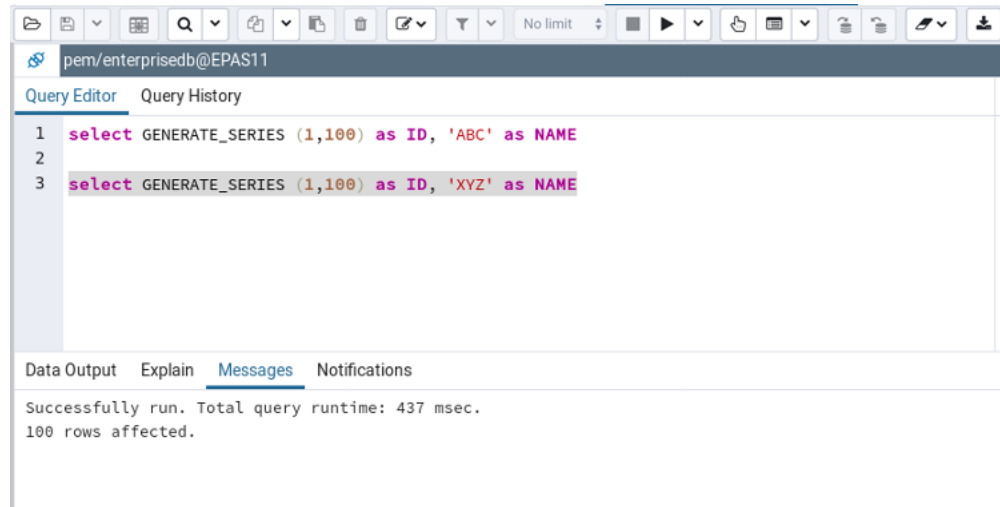 No limit
pem/enterprisedb@EPAS11
Query Editor Query History
1 select GENERATE_SERIES (1,100) as ID, 'ABC' as NAME
2
3 select GENERATE_SERIES (1,100) as ID, 'XYZ' as NAME
Data Output Explain Messages Notifications
Successfully run. Total query runtime: 437 msec.
100 rows affected.